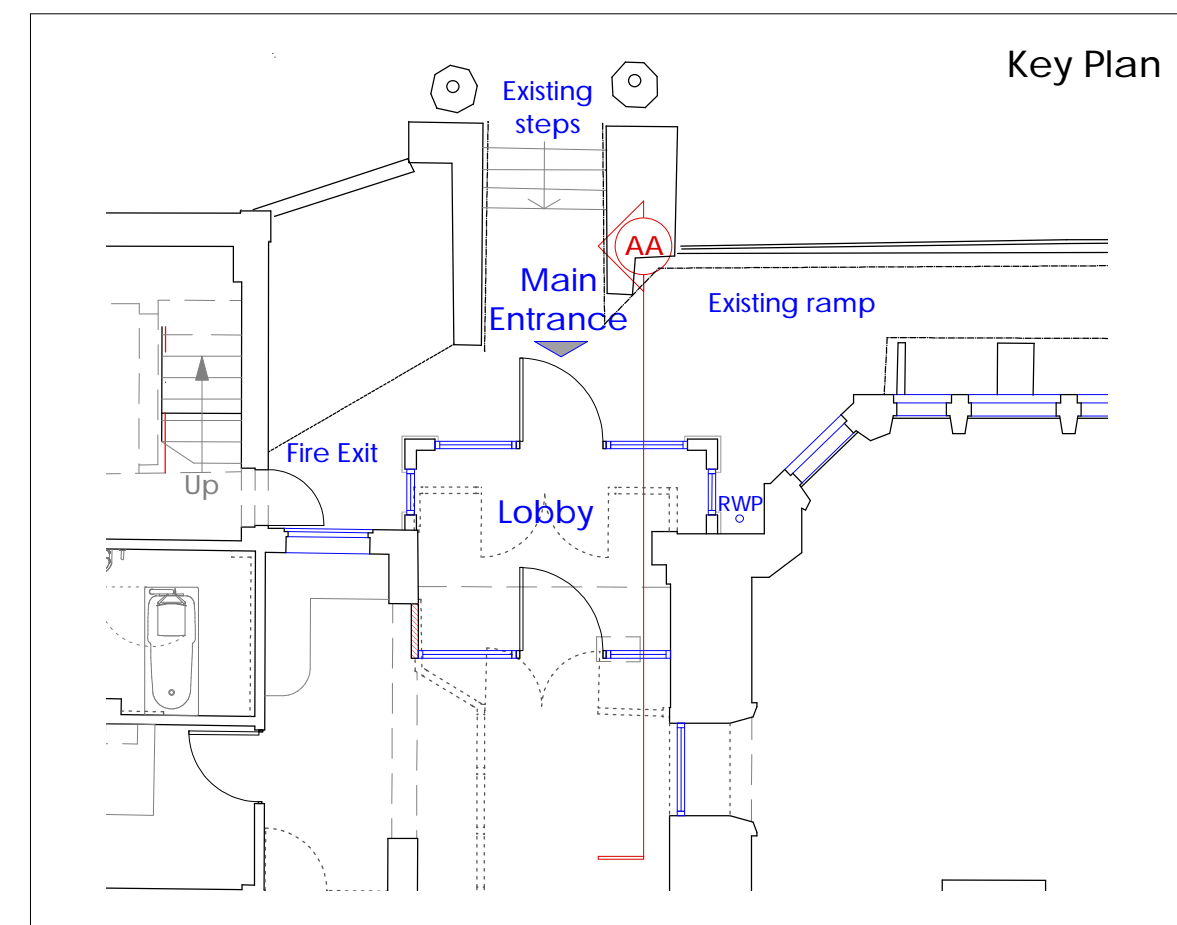 Key Plan
Existing
steps
AA
Main
Entrance
Existing ramp
Fire Exit
Up
Lobby
RWP